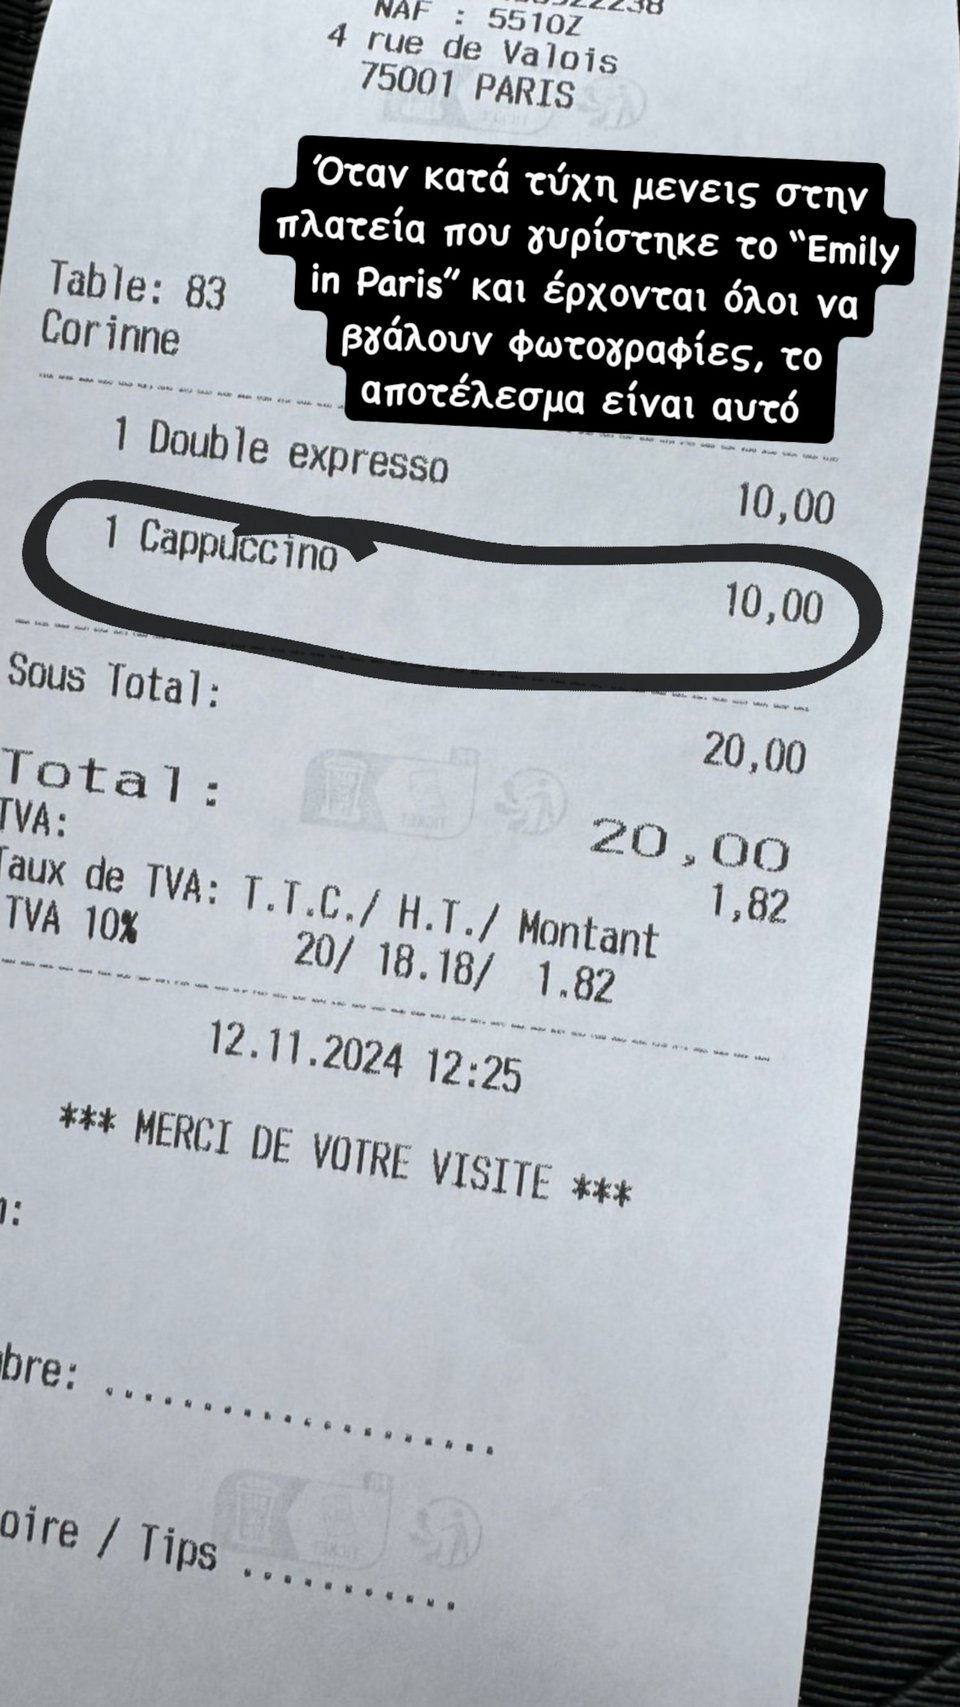 NAF : 5510Z
4 rue de Valois
75001 PARIS
Όταν κατά τύχη μενεις στην
πλατεία που γυρίστηκε το “Emily
in Paris” και έρχονται όλοι να
βγάλουν φωτογραφίες, το
αποτέλεσμα είναι αυτό
Table: 83
Corinne
1 Double expresso 10,00
1 Cappuccino 10,00
Sous Total: 20,00
Total: 20,00
TVA: 1,82
Taux de TVA: T.T.C./ H.T./ Montant
TVA 10% 20/ 18.18/ 1.82
12.11.2024 12:25
*** MERCI DE VOTRE VISITE ***
bre: ....................
oire / Tips ...........